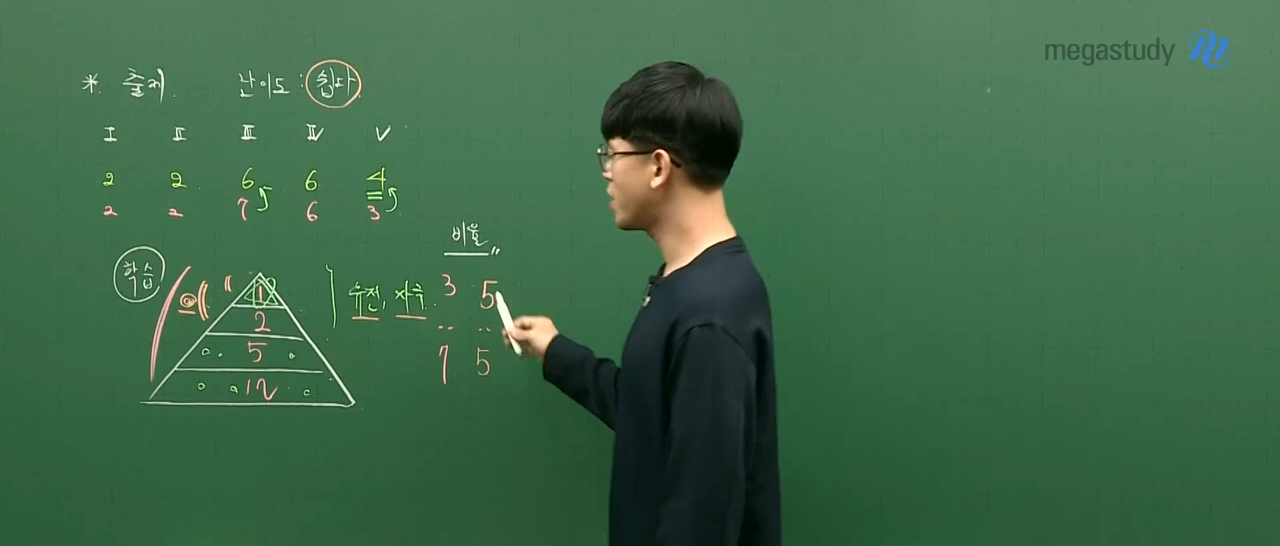 megastudy
* 출제. 난이도 : 쉽다
I II III IV V
2 2 6 6 4
2 2 7 6 3
비율
학습
1 유전, 자극. 3 5
2
5 7 5
12